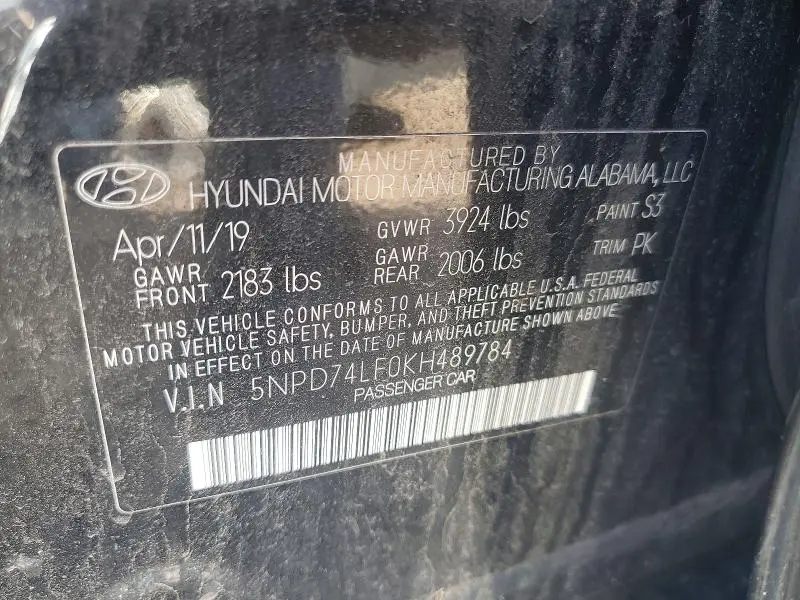 MANUFACTURED BY
HYUNDAI MOTOR MANUFACTURING ALABAMA, LLC
Apr/11/19 GVWR 3924 lbs PAINT S3
GAWR FRONT 2183 lbs GAWR REAR 2006 lbs TRIM PK
THIS VEHICLE CONFORMS TO ALL APPLICABLE U.S.A. FEDERAL
MOTOR VEHICLE SAFETY, BUMPER, AND THEFT PREVENTION STANDARDS
IN EFFECT ON THE DATE OF MANUFACTURE SHOWN ABOVE
V.I.N 5NPD74LF0KH489784
PASSENGER CAR